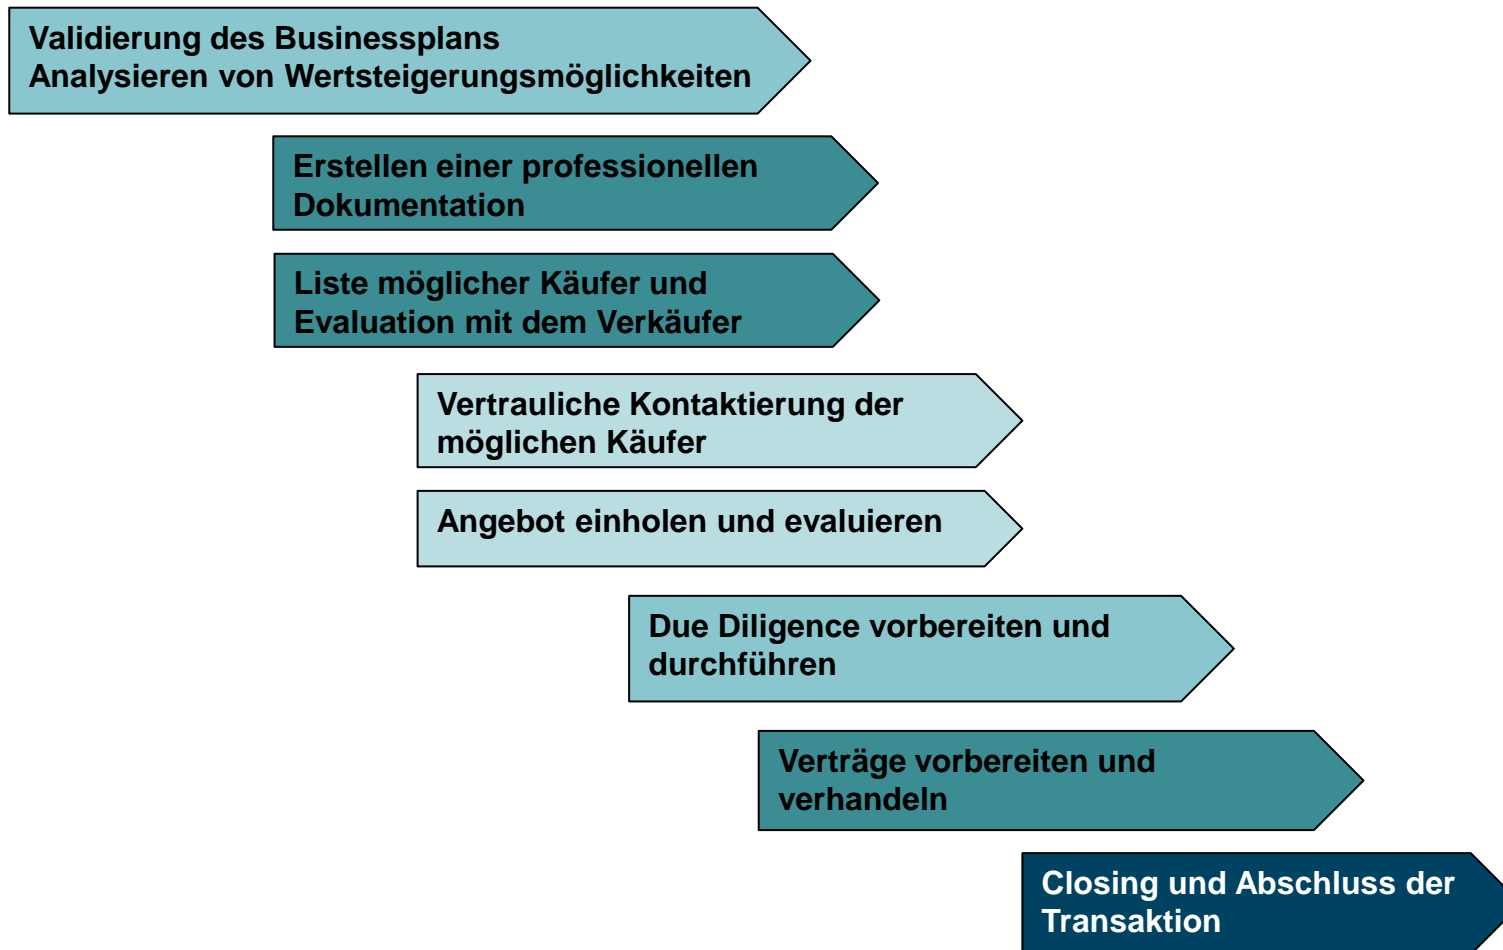 Validierung des Businessplans
Analysieren von Wertsteigerungsmöglichkeiten
Erstellen einer professionellen
Dokumentation
Liste möglicher Käufer und
Evaluation mit dem Verkäufer
Vertrauliche Kontaktierung der
möglichen Käufer
Angebot einholen und evaluieren
Due Diligence vorbereiten und
durchführen
Verträge vorbereiten und
verhandeln
Closing und Abschluss der
Transaktion